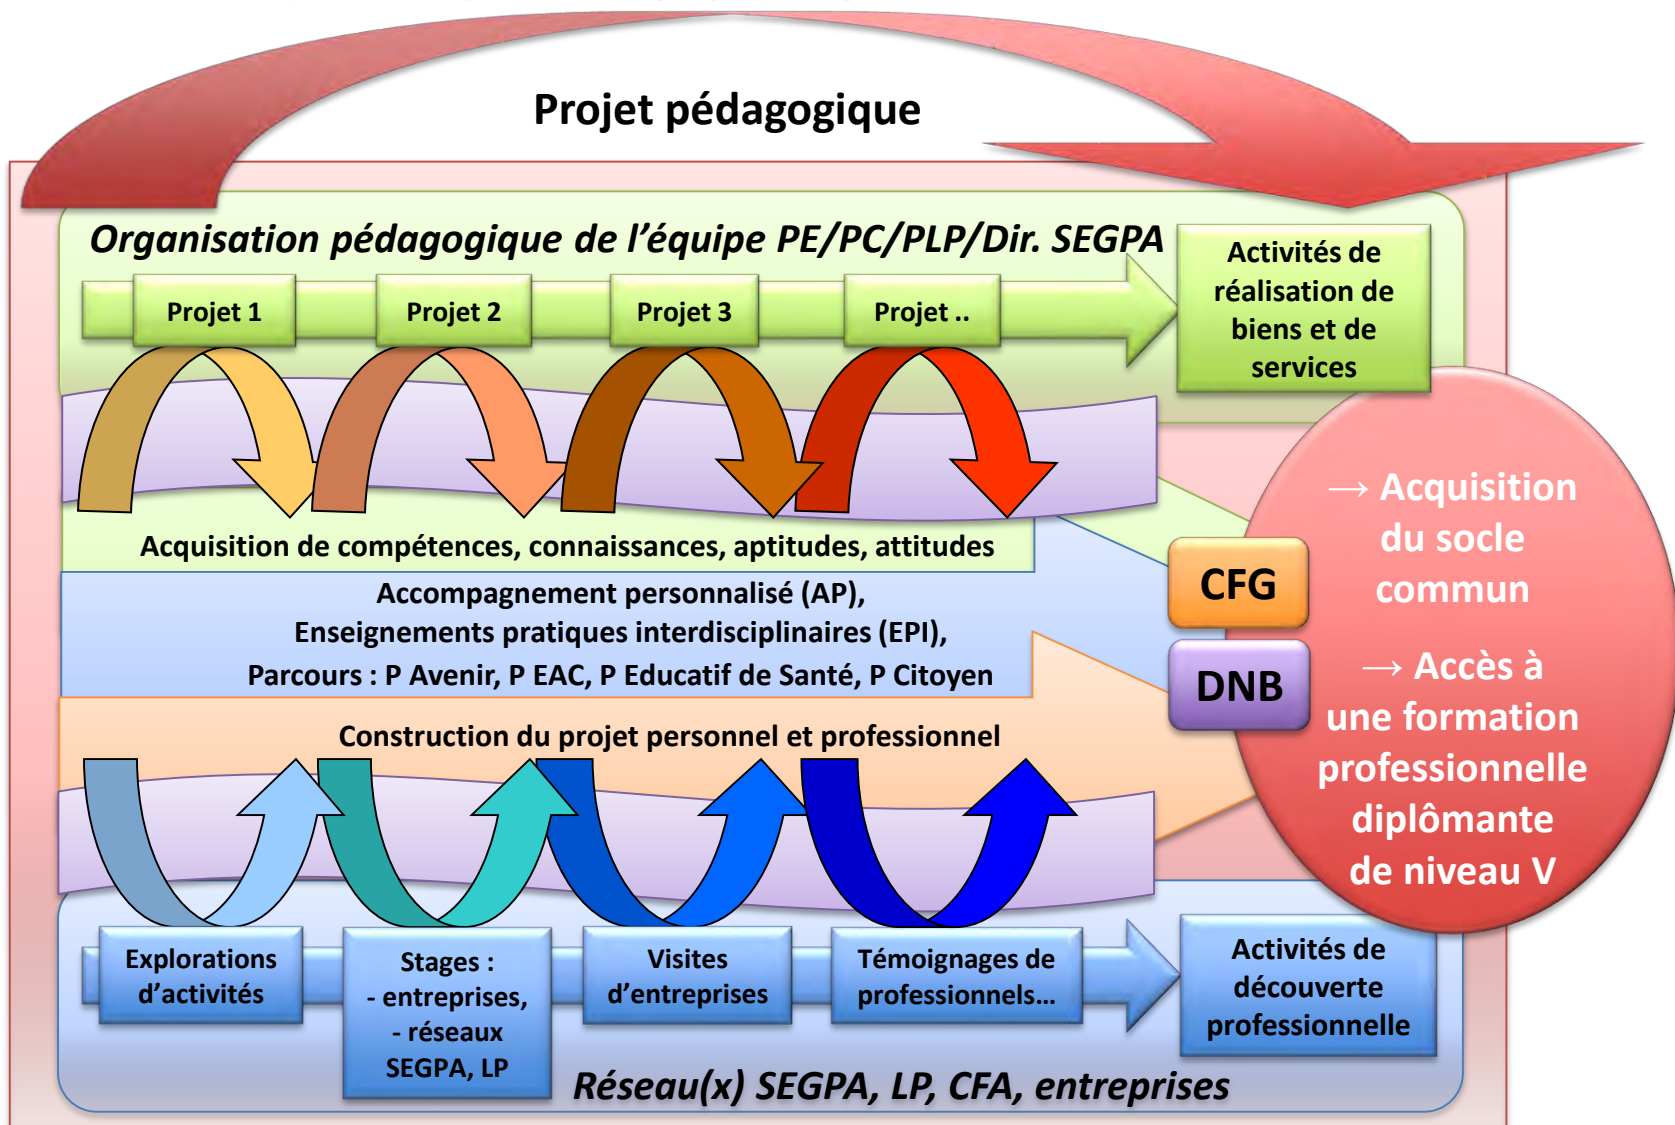 Projet pédagogique
Organisation pédagogique de l’équipe PE/PC/PLP/Dir. SEGPA
Projet 1
Projet 2
Projet 3
Projet ..
Activités de
réalisation de
biens et de
services
Acquisition de compétences, connaissances, aptitudes, attitudes
Accompagnement personnalisé (AP),
Enseignements pratiques interdisciplinaires (EPI),
Parcours : P Avenir, P EAC, P Educatif de Santé, P Citoyen
Construction du projet personnel et professionnel
CFG
DNB
→ Acquisition
du socle
commun
→ Accès à
une formation
professionnelle
diplômante
de niveau V
Explorations
d’activités
Stages :
- entreprises,
- réseaux
SEGPA, LP
Visites
d’entreprises
Témoignages de
professionnels…
Activités de
découverte
professionnelle
Réseau(x) SEGPA, LP, CFA, entreprises